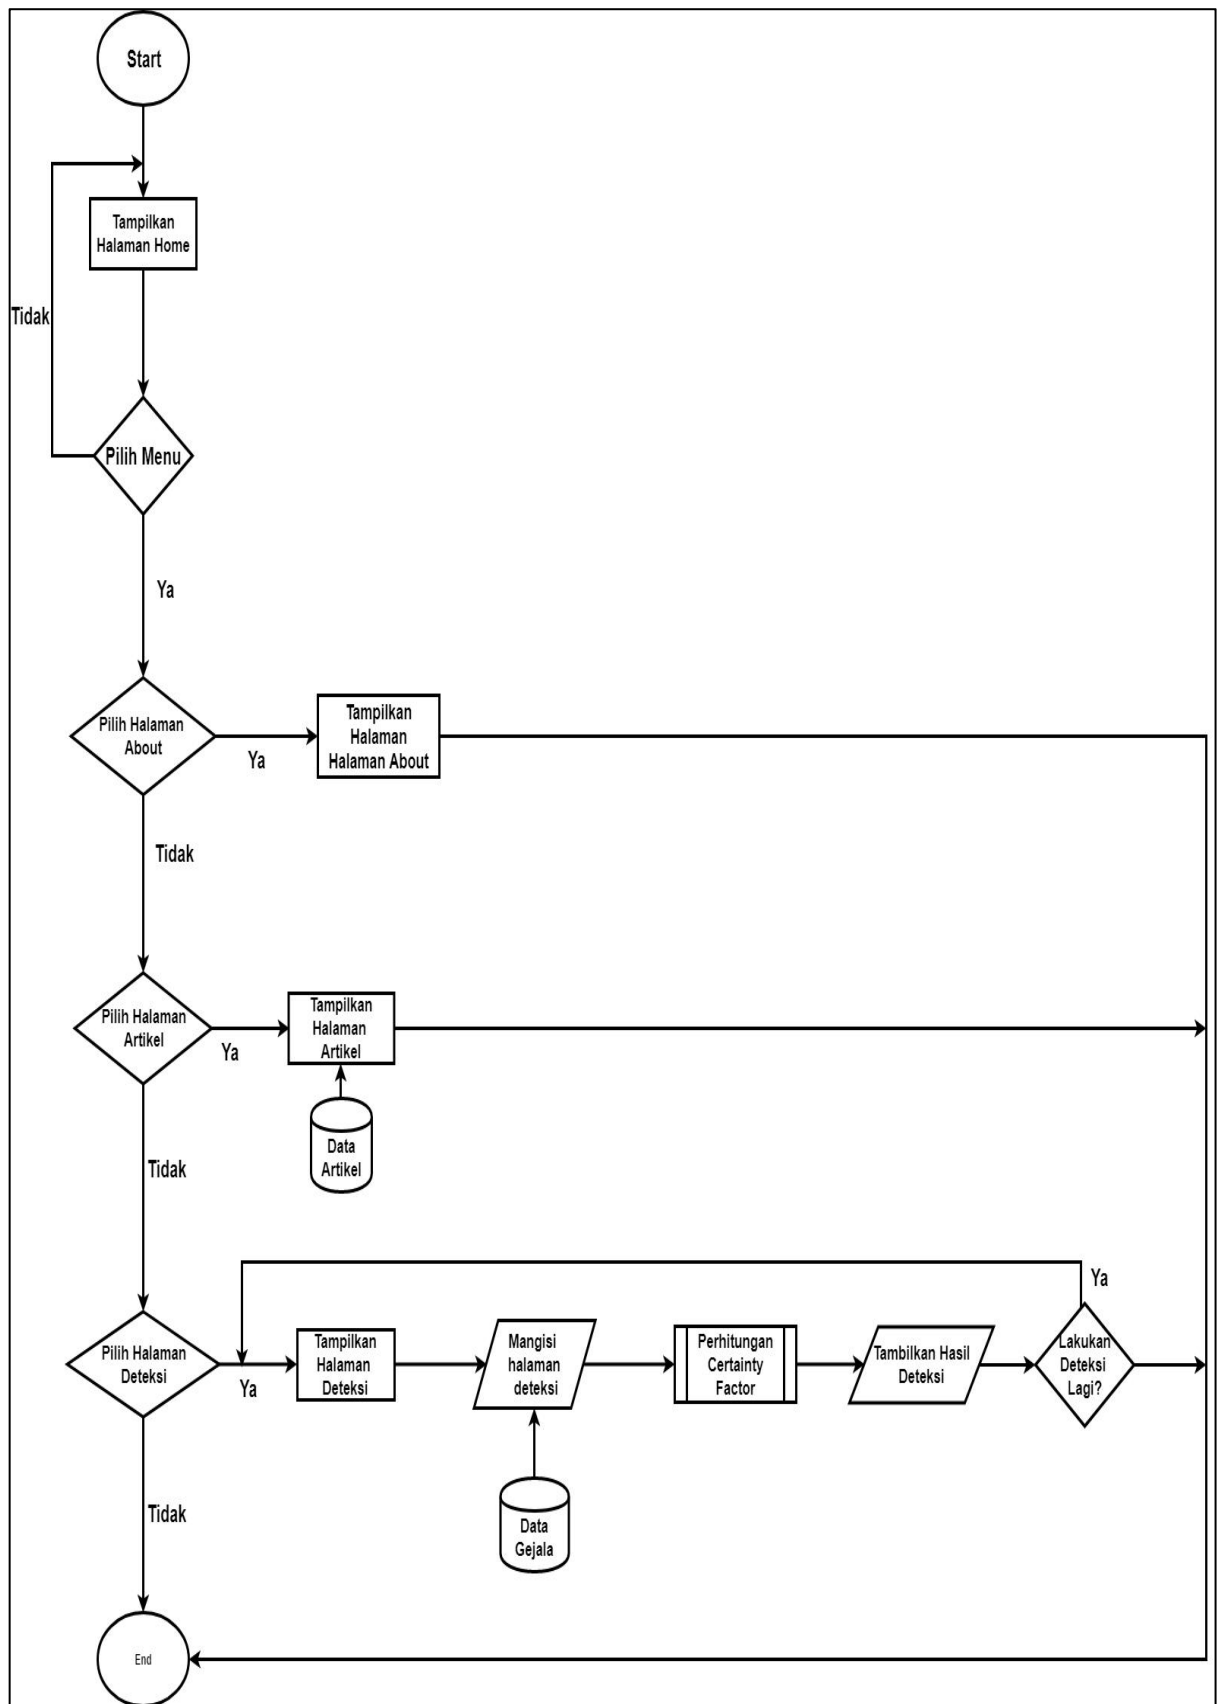 Start
Tampilkan
Halaman Home
Tidak
Pilih Menu
Ya
Pilih Halaman
About
Ya
Tampilkan
Halaman
Halaman About
Tidak
Pilih Halaman
Artikel
Ya
Tampilkan
Halaman
Artikel
Data
Artikel
Tidak
Ya
Pilih Halaman
Deteksi
Ya
Tampilkan
Halaman
Deteksi
Mangisi
halaman
deteksi
Perhitungan
Certainty
Factor
Tambilkan Hasil
Deteksi
Lakukan
Deteksi
Lagi?
Data
Gejala
Tidak
End